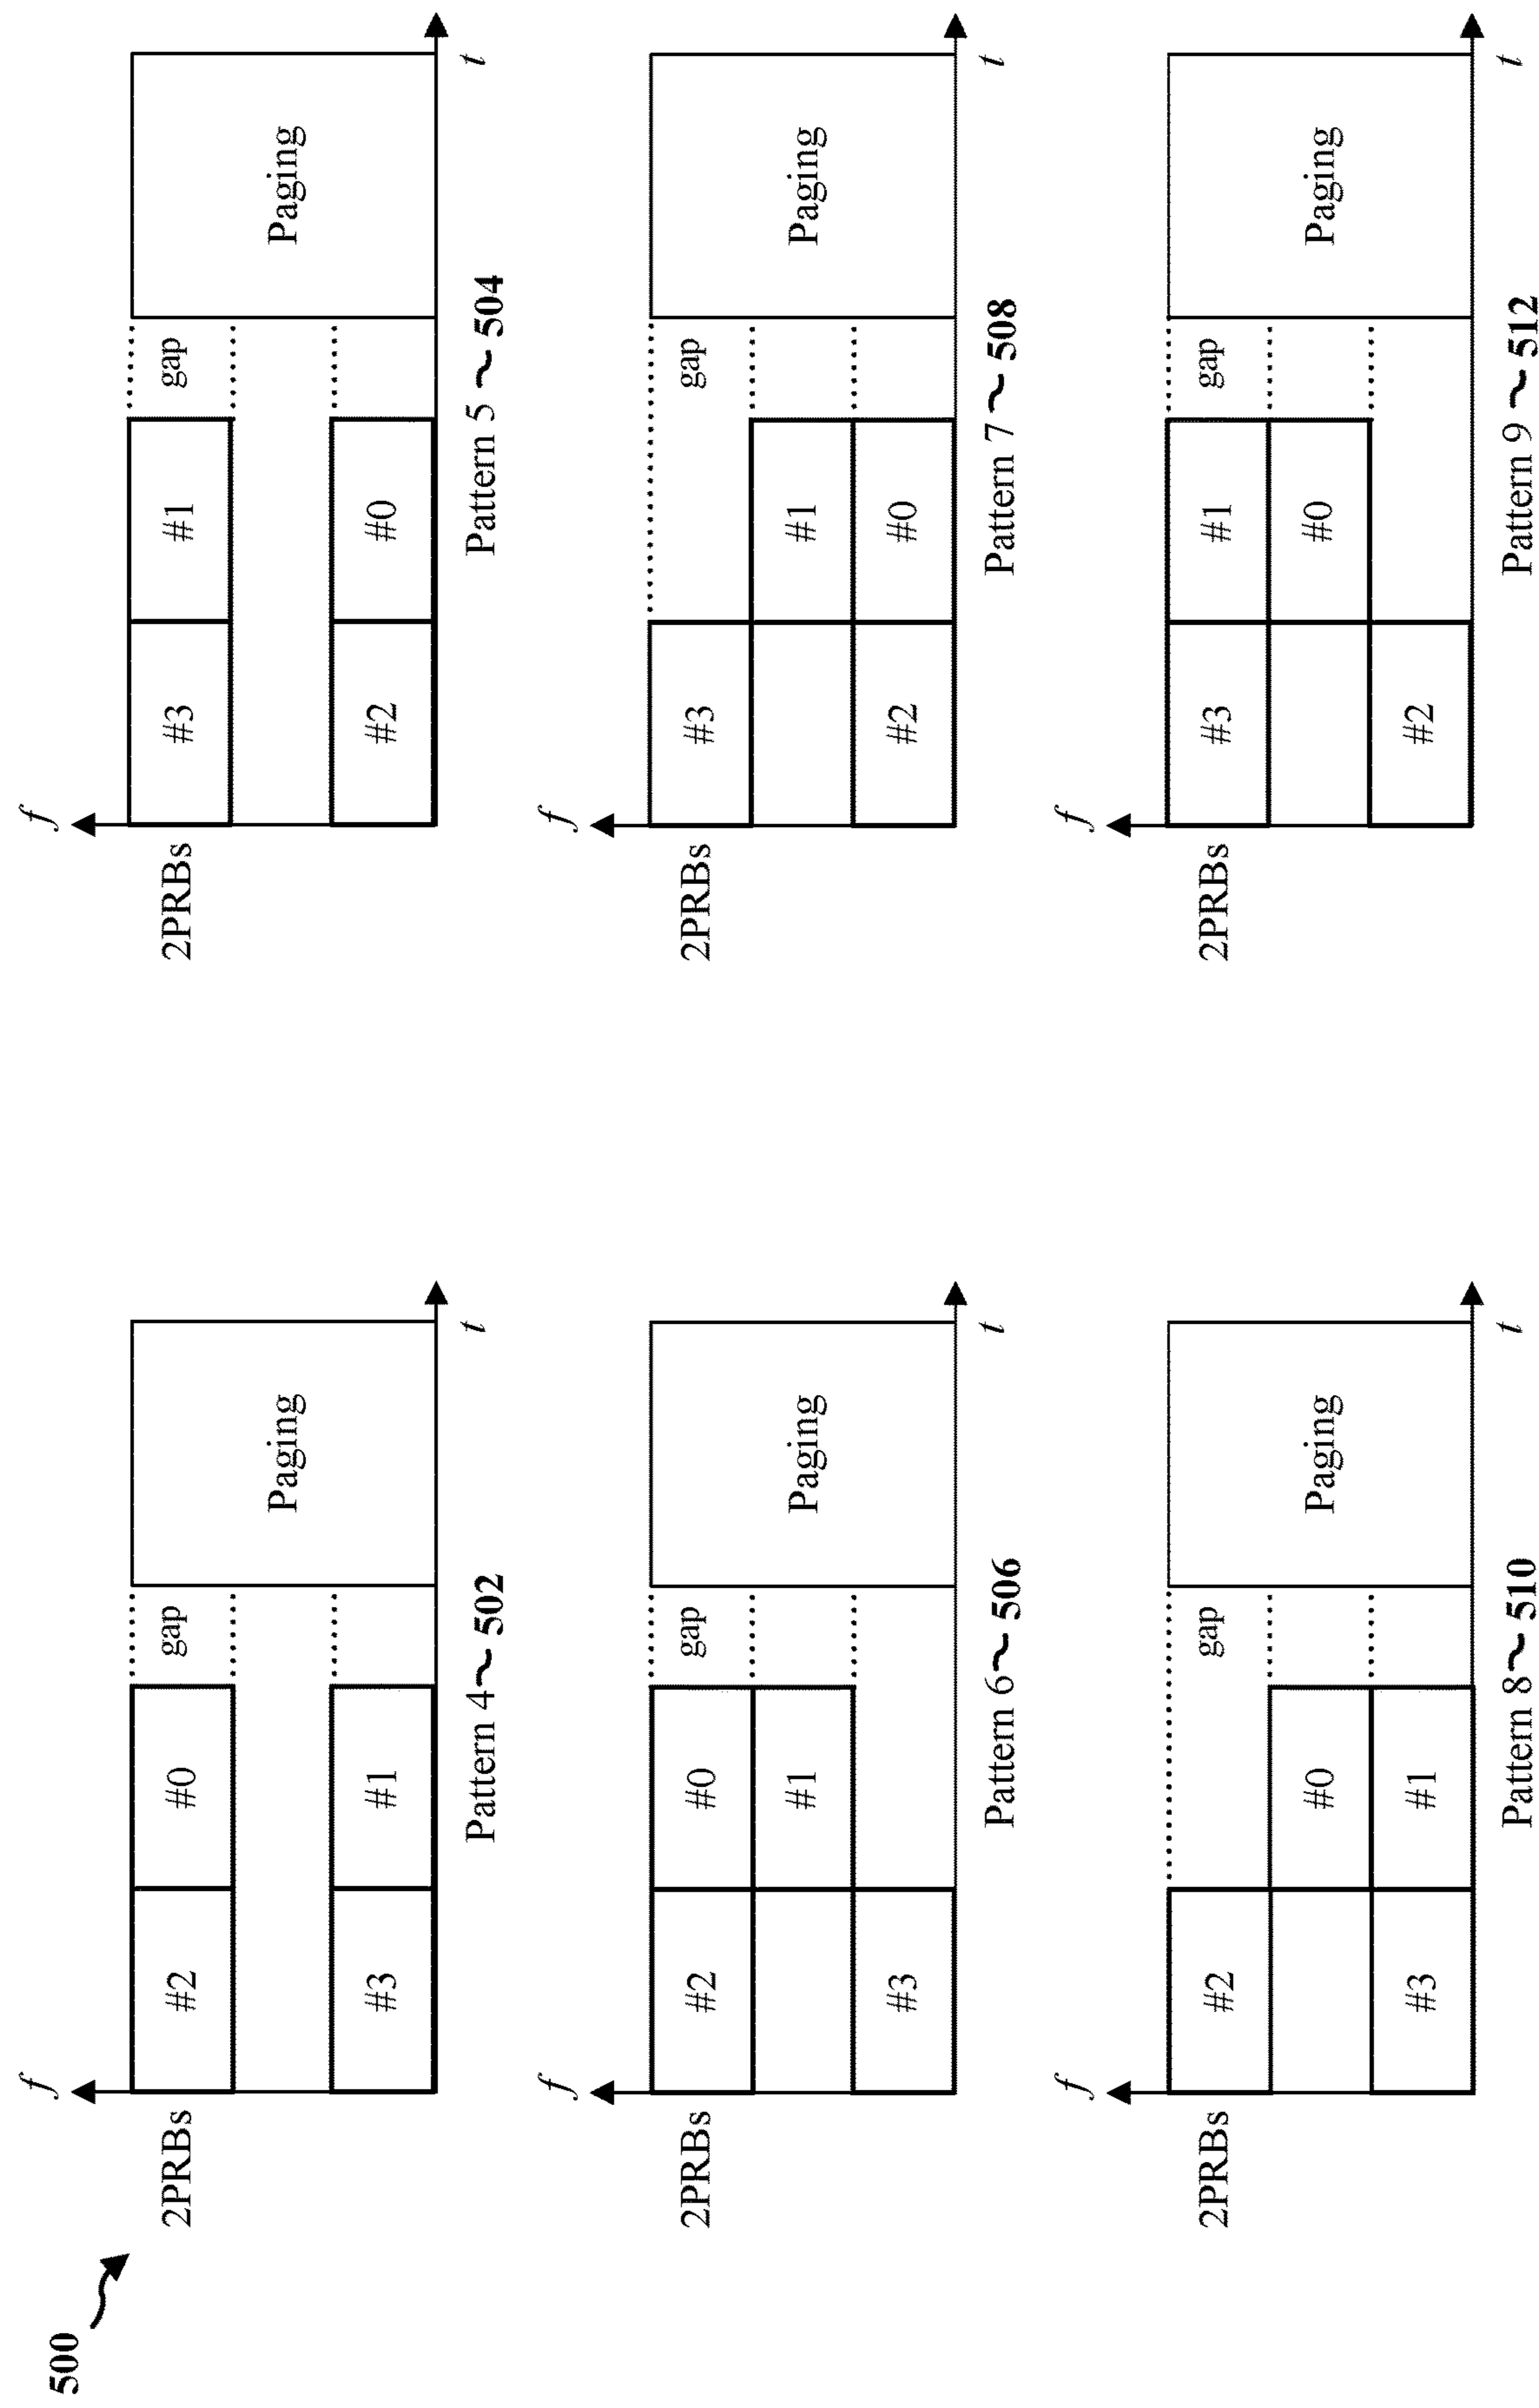 500
f
2PRBs
#2
#0
gap
Paging
#3
#1
t
Pattern 4 502
f
2PRBs
#3
#1
gap
Paging
#2
#0
t
Pattern 5 504
f
2PRBs
#2
#0
gap
Paging
#1
#3
t
Pattern 6 506
f
2PRBs
#3
gap
Paging
#1
#2
#0
t
Pattern 7 508
f
2PRBs
#2
gap
Paging
#0
#3
#1
t
Pattern 8 510
f
2PRBs
#3
#1
gap
Paging
#0
#2
t
Pattern 9 512